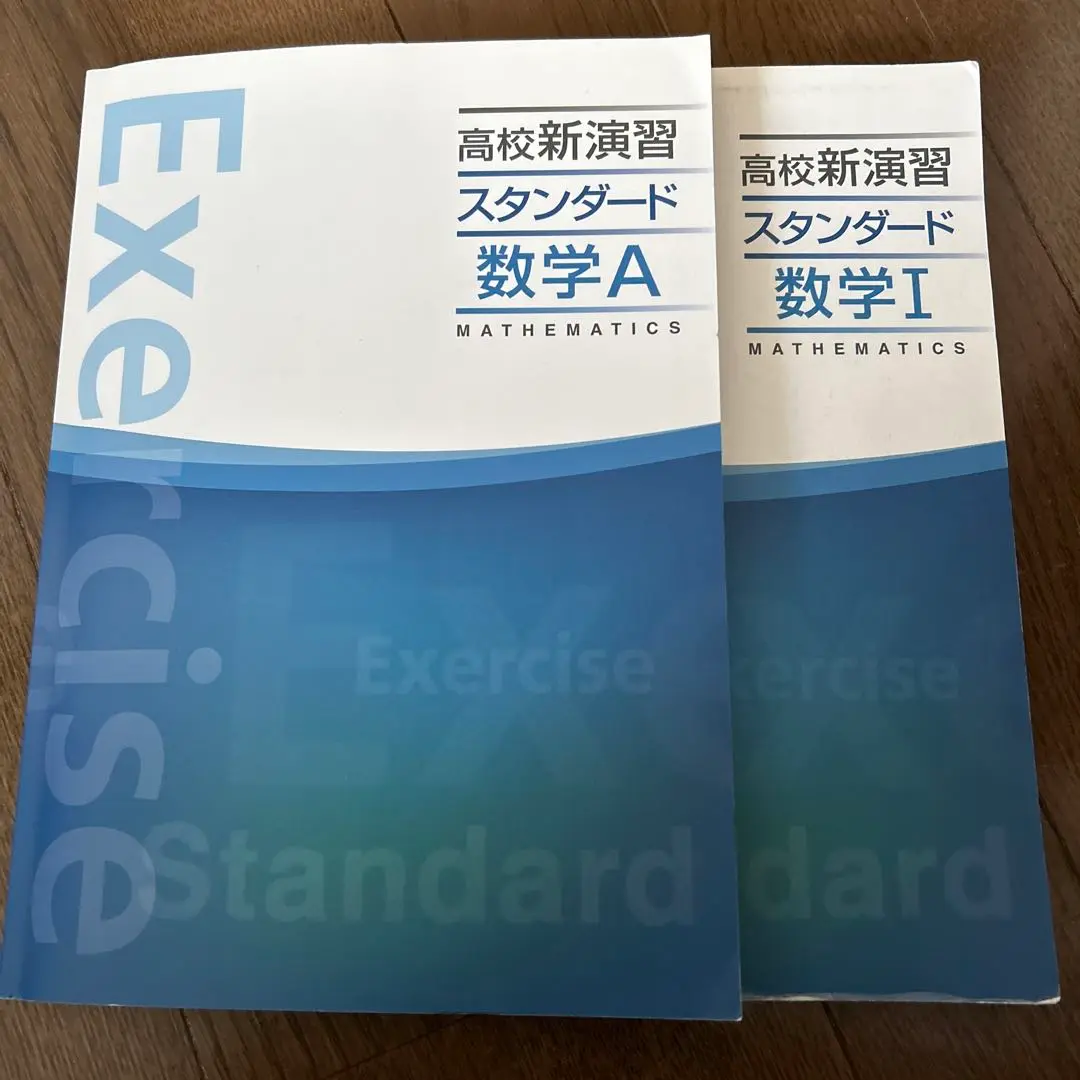 Exercise
高校新演習
スタンダード
数学A
MATHEMATICS
Exercise
Standard
高校新演習
スタンダード
数学I
MATHEMATICS
xercise
dard